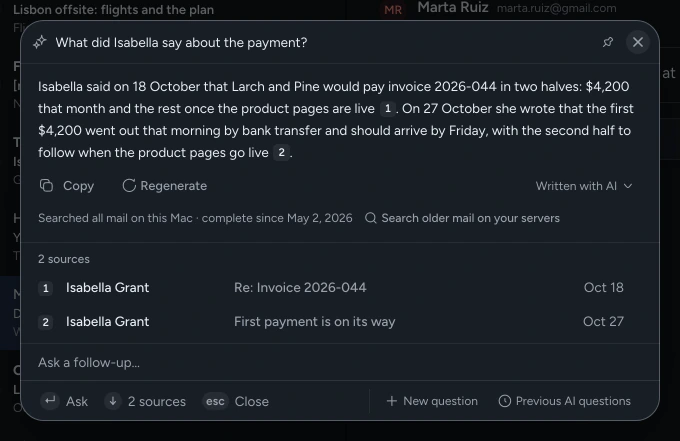 Lisbon offsite: flights and the plan
MR Marta Ruiz marta.ruiz@gmail.com
What did Isabella say about the payment?
at
Isabella said on 18 October that Larch and Pine would pay invoice 2026-044 in two halves: $4,200
that month and the rest once the product pages are live 1. On 27 October she wrote that the first
$4,200 went out that morning by bank transfer and should arrive by Friday, with the second half to
follow when the product pages go live 2.
Copy Regenerate Written with AI
Searched all mail on this Mac · complete since May 2, 2026 Search older mail on your servers
2 sources
1 Isabella Grant Re: Invoice 2026-044 Oct 18
2 Isabella Grant First payment is on its way Oct 27
Ask a follow-up...
Ask 2 sources esc Close New question Previous AI questions